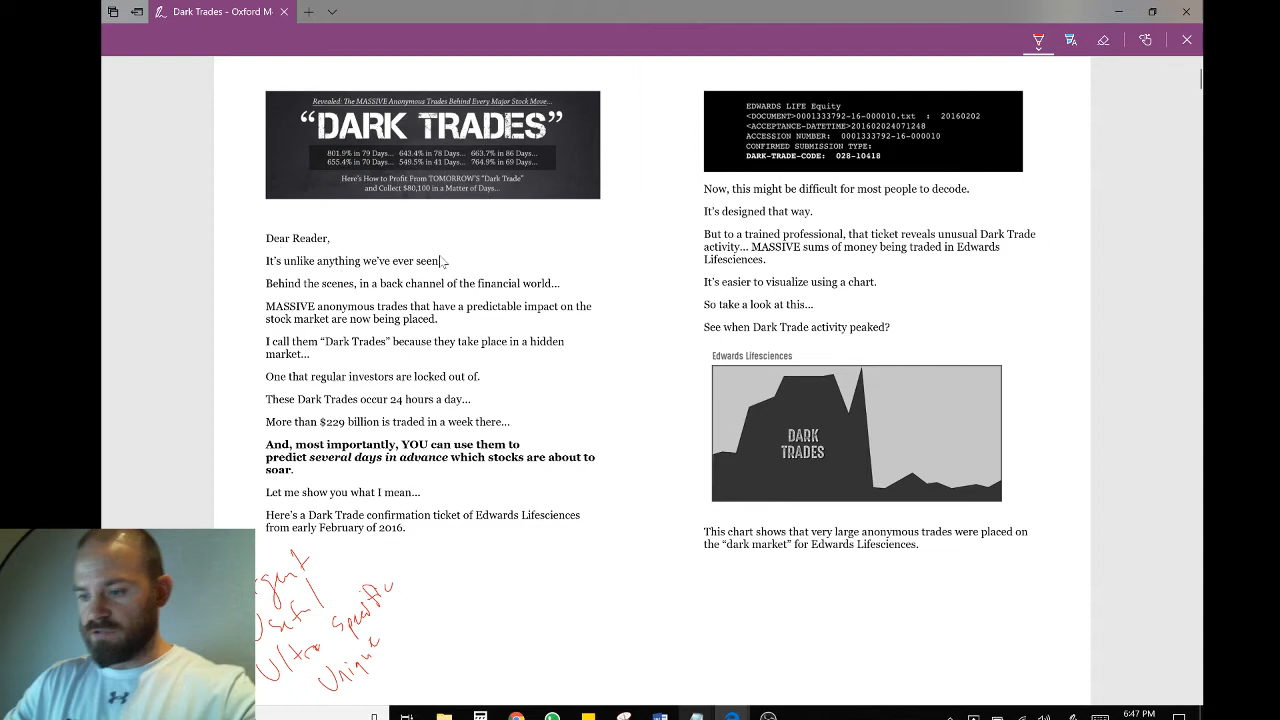 Dark Trades - Oxford M
Revealed: The MASSIVE Anonymous Trades Behind Every Major Stock Move...
"DARK TRADES"
801.9% in 79 Days... 643.4% in 78 Days... 663.7% in 86 Days...
655.4% in 70 Days... 549.5% in 41 Days... 764.9% in 69 Days...
Here's How to Profit From TOMORROW'S "Dark Trade"
and Collect $80,100 in a Matter of Days...
Dear Reader,
It's unlike anything we've ever seen
Behind the scenes, in a back channel of the financial world...
MASSIVE anonymous trades that have a predictable impact on the
stock market are now being placed.
I call them "Dark Trades" because they take place in a hidden
market...
One that regular investors are locked out of.
These Dark Trades occur 24 hours a day...
More than $229 billion is traded in a week there...
And, most importantly, YOU can use them to
predict several days in advance which stocks are about to
soar.
Let me show you what I mean...
Here's a Dark Trade confirmation ticket of Edwards Lifesciences
from early February of 2016.
Ultra Specific
Unique
EDWARDS LIFE Equity
<DOCUMENT>0001333792-16-000010.txt : 20160202
<ACCEPTANCE-DATETIME>201602024071248
ACCESSION NUMBER: 0001333792-16-000010
CONFIRMED SUBMISSION TYPE:
DARK-TRADE-CODE: 028-10418
Now, this might be difficult for most people to decode.
It's designed that way.
But to a trained professional, that ticket reveals unusual Dark Trade
activity... MASSIVE sums of money being traded in Edwards
Lifesciences.
It's easier to visualize using a chart.
So take a look at this...
See when Dark Trade activity peaked?
Edwards Lifesciences
DARK
TRADES
This chart shows that very large anonymous trades were placed on
the "dark market" for Edwards Lifesciences.
6:47 PM